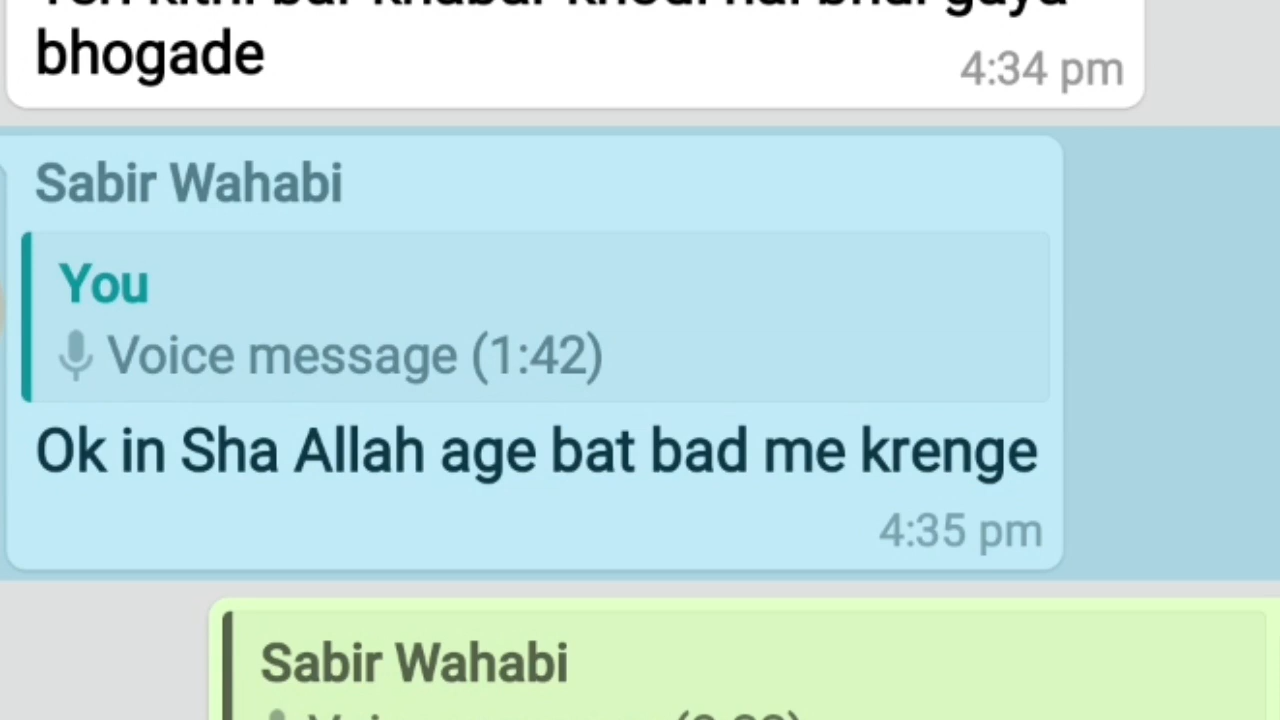 bhogade
4:34 pm
Sabir Wahabi
You
Voice message (1:42)
Ok in Sha Allah age bat bad me krenge
4:35 pm
Sabir Wahabi